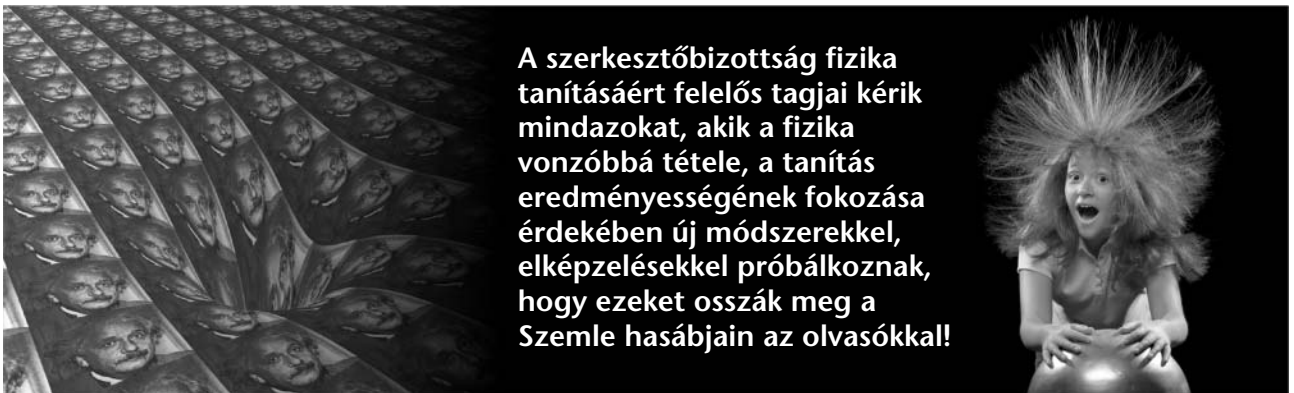 A szerkesztőbizottság fizika
tanításáért felelős tagjai kérik
mindazokat, akik a fizika
vonzóbbá tétele, a tanítás
eredményességének fokozása
érdekében új módszerekkel,
elképzelésekkel próbálkoznak,
hogy ezeket osszák meg a
Szemle hasábjain az olvasókkal!